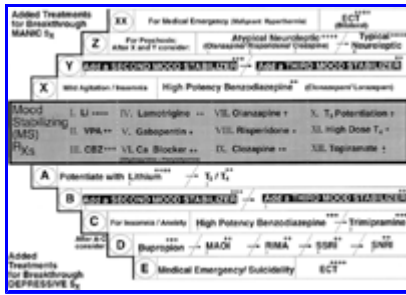 Added Treatments
for Breakthrough
MANIC Sx
XX For Medical Emergency (Malignant Hyperthermia) ECT
(Bilateral)
Z For Psychosis: Atypical Neuroleptic Typical
After X and Y consider: (Olanzapine/ Risperidone/ Clozapine) Neuroleptic
Y Add a SECOND MOOD STABILIZER → Add a THIRD MOOD STABILIZER
X Mild Agitation / Insomnia High Potency Benzodiazepine (Clonazepam/ Lorazepam)
Mood
Stabilizing
(MS)
Rxs
I. Li IV. Lamotrigine VII. Olanzapine X. T₃ Potentiation
II. VPA V. Gabapentin VIII. Risperidone XI. High Dose T₄
III. CBZ VI. Ca Blocker IX. Clozapine XII. Topiramate
A Potentiate with Lithium → T₃ / T₄
B Add a SECOND MOOD STABILIZER → Add a THIRD MOOD STABILIZER
C For Insomnia/ Anxiety High Potency Benzodiazepine → Trimipramine
After A-C
consider
D Bupropion → MAOI → RIMA → SSRI → SNRI
E Medical Emergency/ Suicidality ECT
Added
Treatments
for Breakthrough
DEPRESSIVE Sx